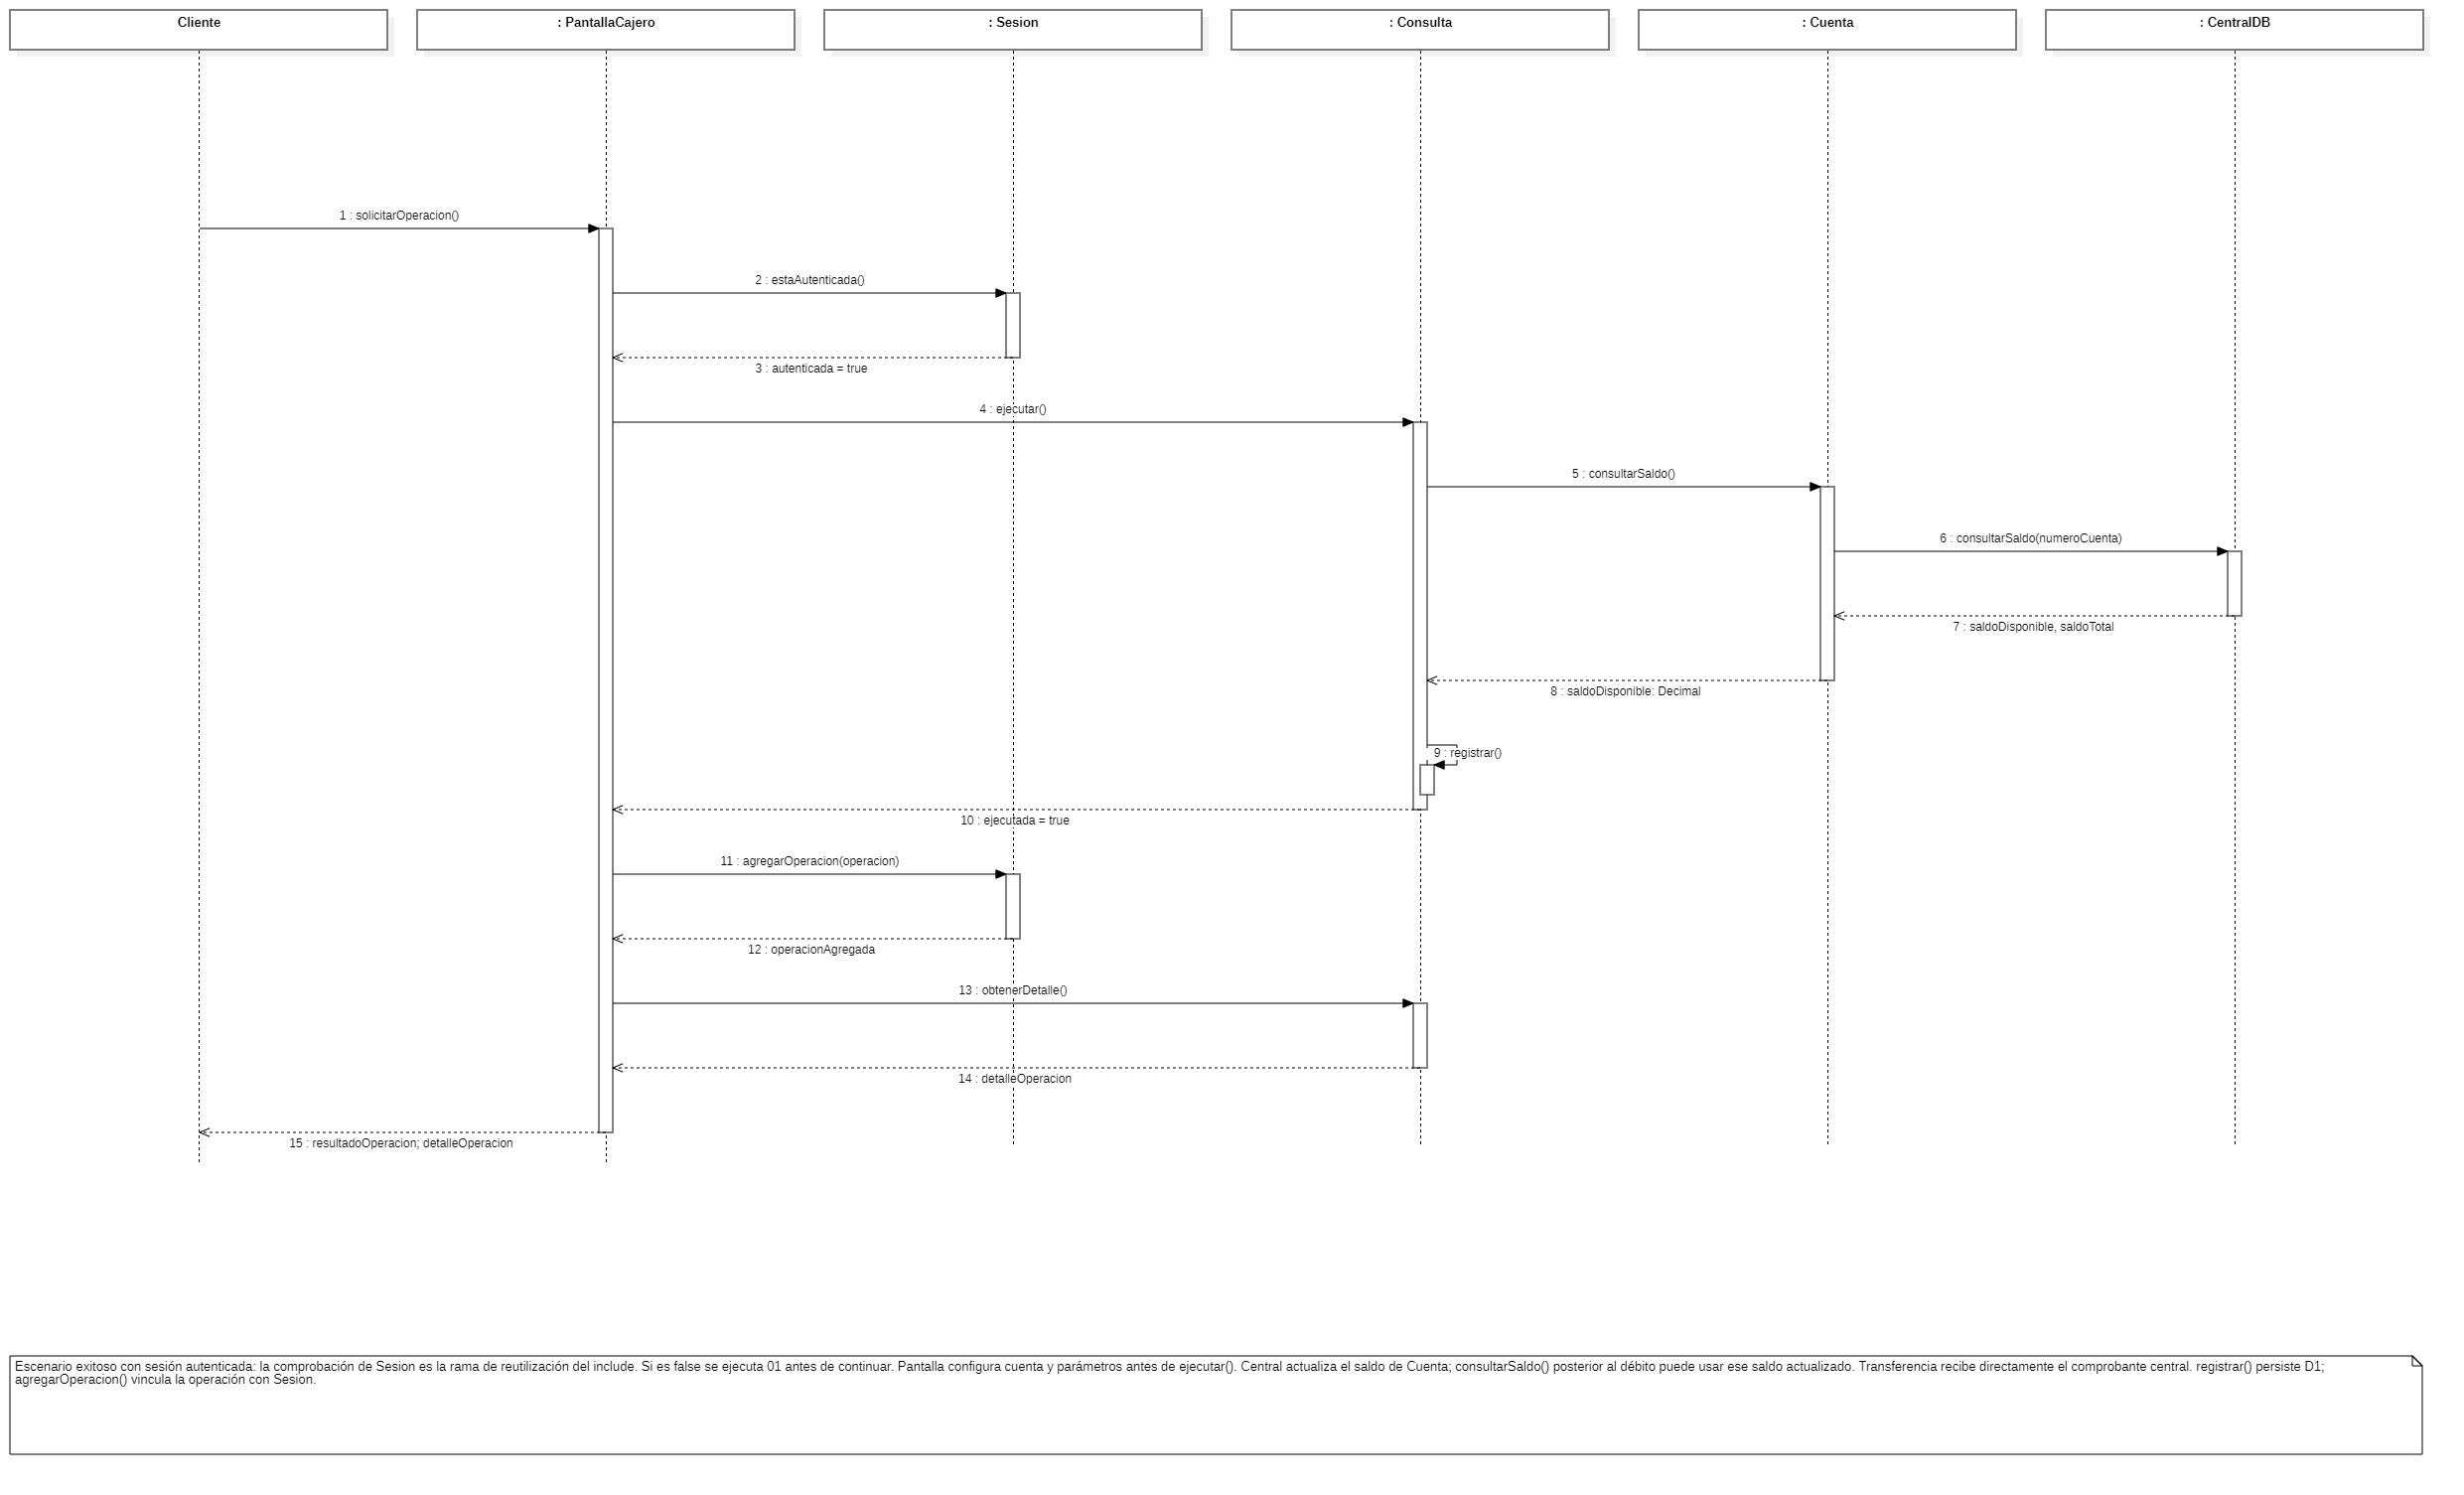 Cliente
: PantallaCajero
: Sesion
: Consulta
: Cuenta
: CentralDB
1 : solicitarOperacion()
2 : estaAutenticada()
3 : autenticada = true
4 : ejecutar()
5 : consultarSaldo()
6 : consultarSaldo(numeroCuenta)
7 : saldoDisponible, saldoTotal
8 : saldoDisponible: Decimal
9 : registrar()
10 : ejecutada = true
11 : agregarOperacion(operacion)
12 : operacionAgregada
13 : obtenerDetalle()
14 : detalleOperacion
15 : resultadoOperacion; detalleOperacion
Escenario exitoso con sesión autenticada: la comprobación de Sesion es la rama de reutilización del include. Si es false se ejecuta 01 antes de continuar. Pantalla configura cuenta y parámetros antes de ejecutar(). Central actualiza el saldo de Cuenta; consultarSaldo() posterior al débito puede usar ese saldo actualizado. Transferencia recibe directamente el comprobante central. registrar() persiste D1;
agregarOperacion() vincula la operación con Sesion.